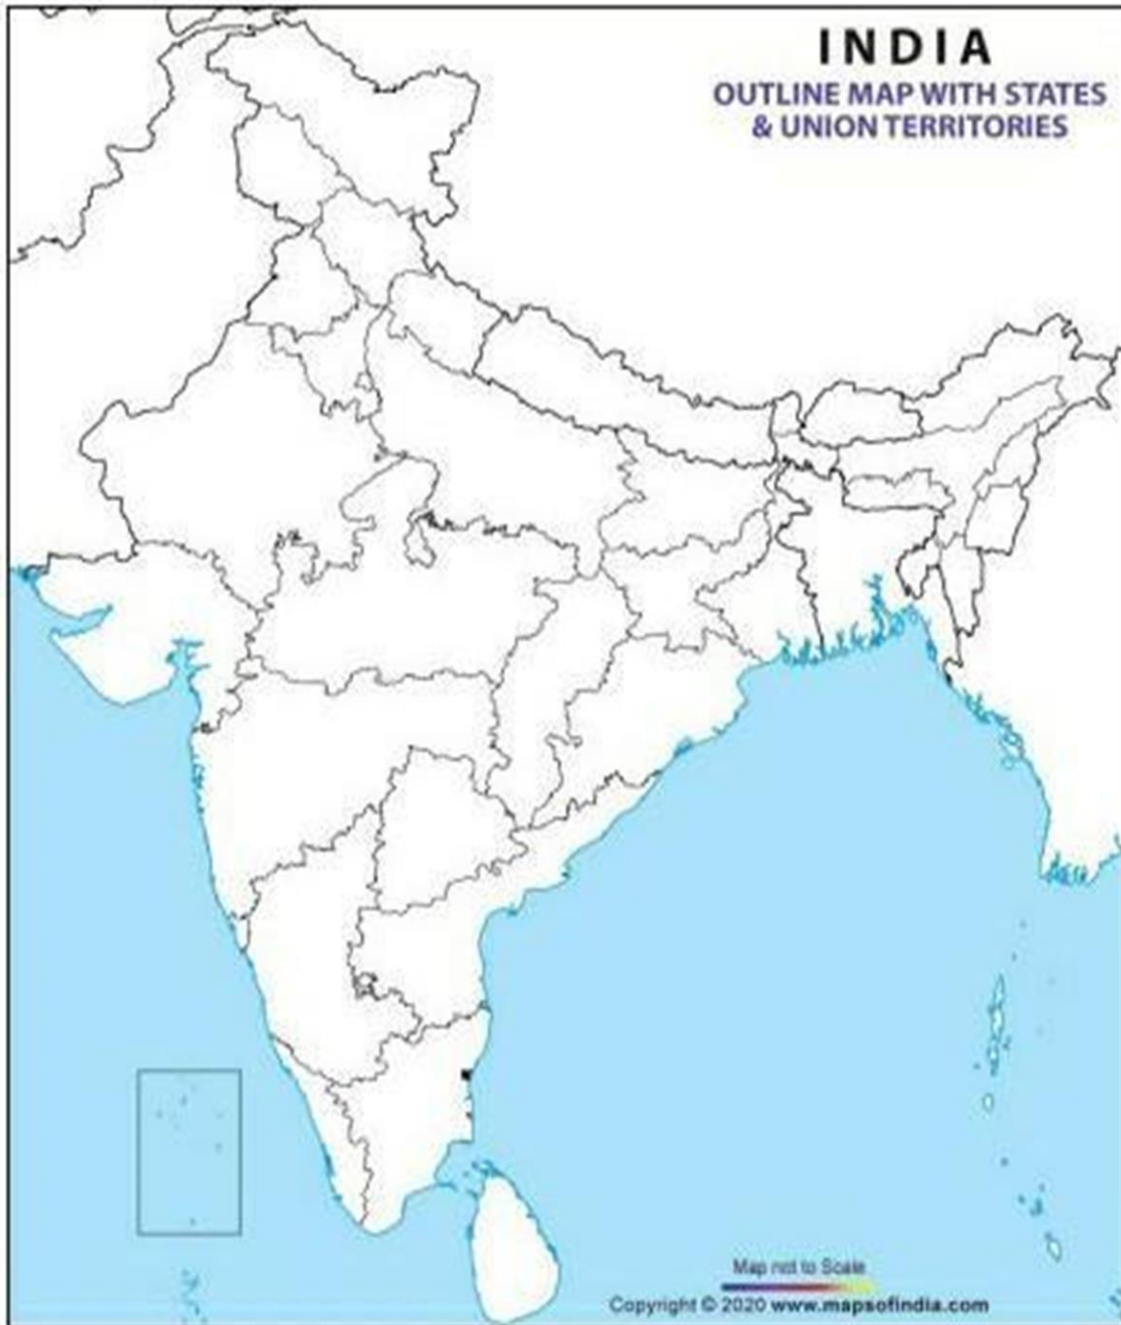 INDIA
OUTLINE MAP WITH STATES
& UNION TERRITORIES
Map not to Scale
Copyright © 2020 www.mapsofindia.com